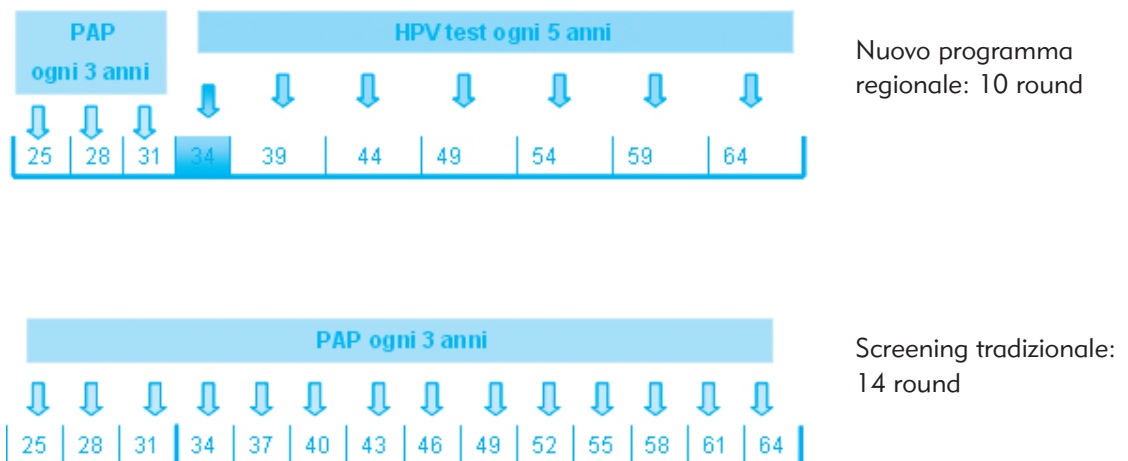 PAP
ogni 3 anni
HPV test ogni 5 anni
Nuovo programma
regionale: 10 round
25 28 31 34 39 44 49 54 59 64
PAP ogni 3 anni
Screening tradizionale:
14 round
25 28 31 34 37 40 43 46 49 52 55 58 61 64